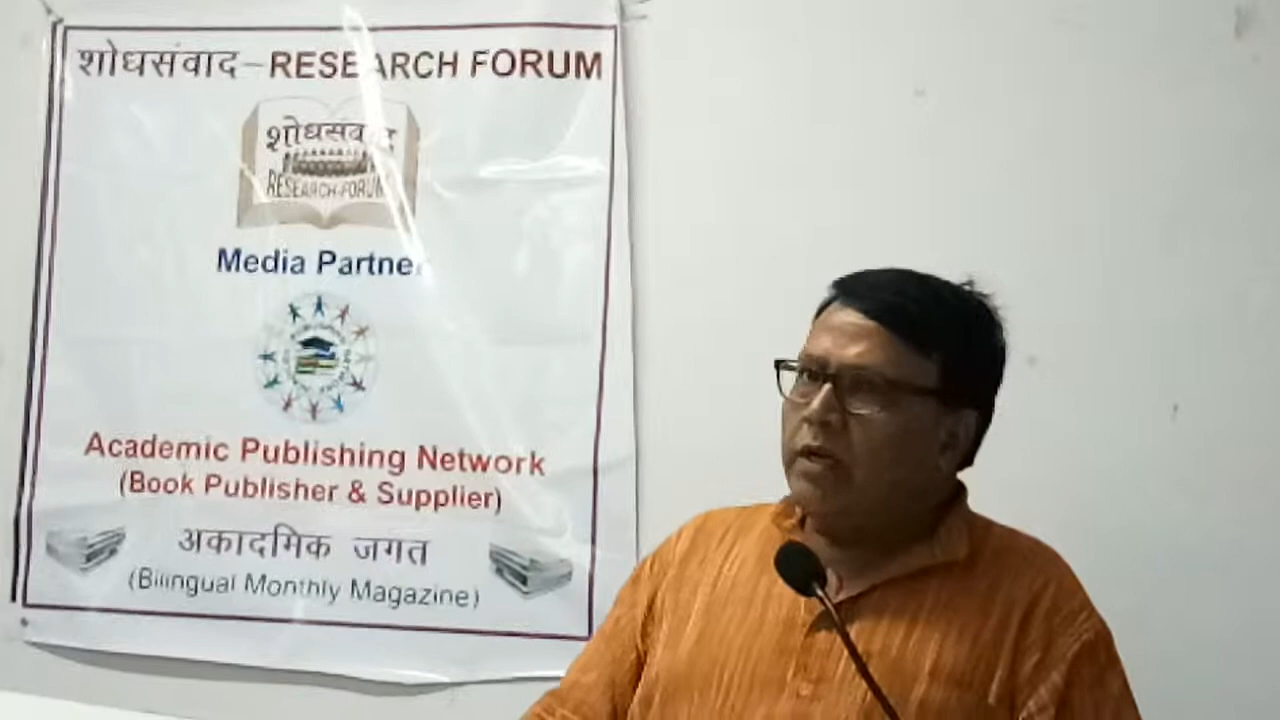 शोधसंवाद – RESEARCH FORUM
शोधसंवाद
RESEARCH-FORUM
Media Partner
Academic Publishing Network
(Book Publisher & Supplier)
अकादमिक जगत
(Bilingual Monthly Magazine)